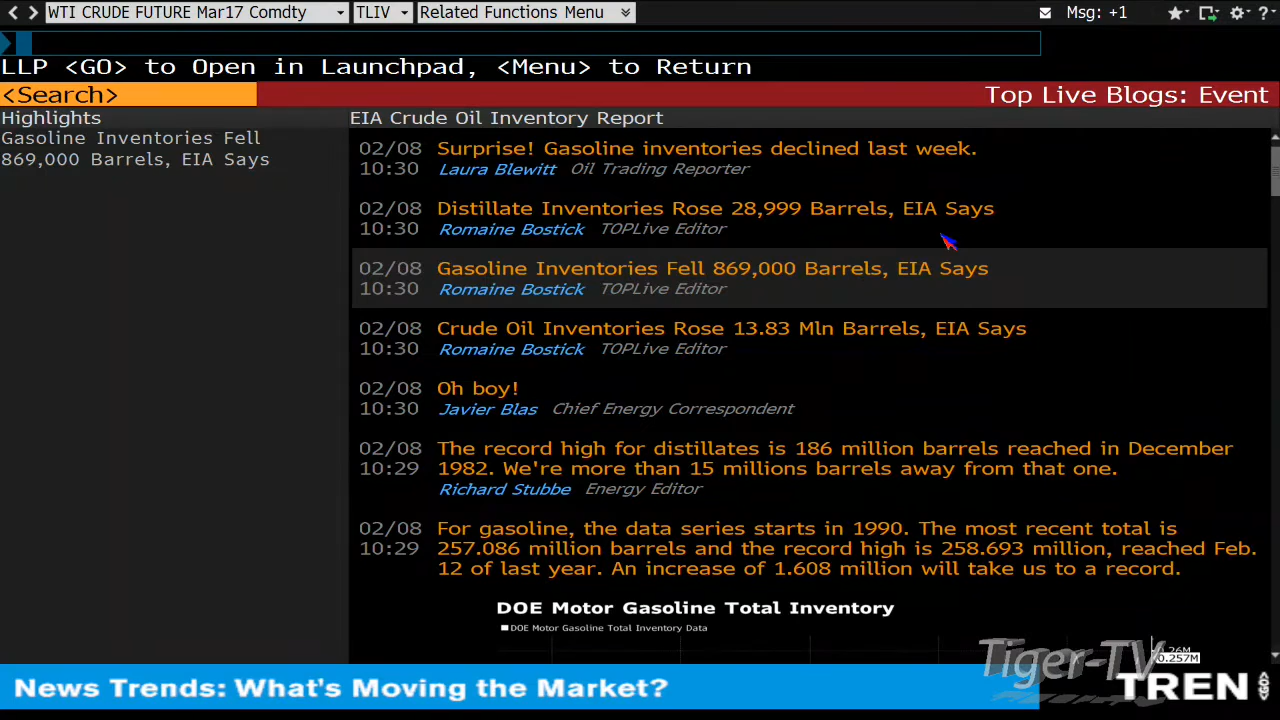 WTI CRUDE FUTURE Mar17 Comdty TLIV Related Functions Menu Msg: +1 ?
LLP <GO> to Open in Launchpad, <Menu> to Return
<Search> Top Live Blogs: Event
Highlights
Gasoline Inventories Fell
869,000 Barrels, EIA Says
EIA Crude Oil Inventory Report
02/08 Surprise! Gasoline inventories declined last week.
10:30 Laura Blewitt Oil Trading Reporter
02/08 Distillate Inventories Rose 28,999 Barrels, EIA Says
10:30 Romaine Bostick TOPLive Editor
02/08 Gasoline Inventories Fell 869,000 Barrels, EIA Says
10:30 Romaine Bostick TOPLive Editor
02/08 Crude Oil Inventories Rose 13.83 Mln Barrels, EIA Says
10:30 Romaine Bostick TOPLive Editor
02/08 Oh boy!
10:30 Javier Blas Chief Energy Correspondent
02/08 The record high for distillates is 186 million barrels reached in December
10:29 1982. We're more than 15 millions barrels away from that one.
Richard Stubbe Energy Editor
02/08 For gasoline, the data series starts in 1990. The most recent total is
10:29 257.086 million barrels and the record high is 258.693 million, reached Feb.
12 of last year. An increase of 1.608 million will take us to a record.
DOE Motor Gasoline Total Inventory
DOE Motor Gasoline Total Inventory Data
0.257M
Tiger-TV
News Trends: What's Moving the Market?
TREN <GO>